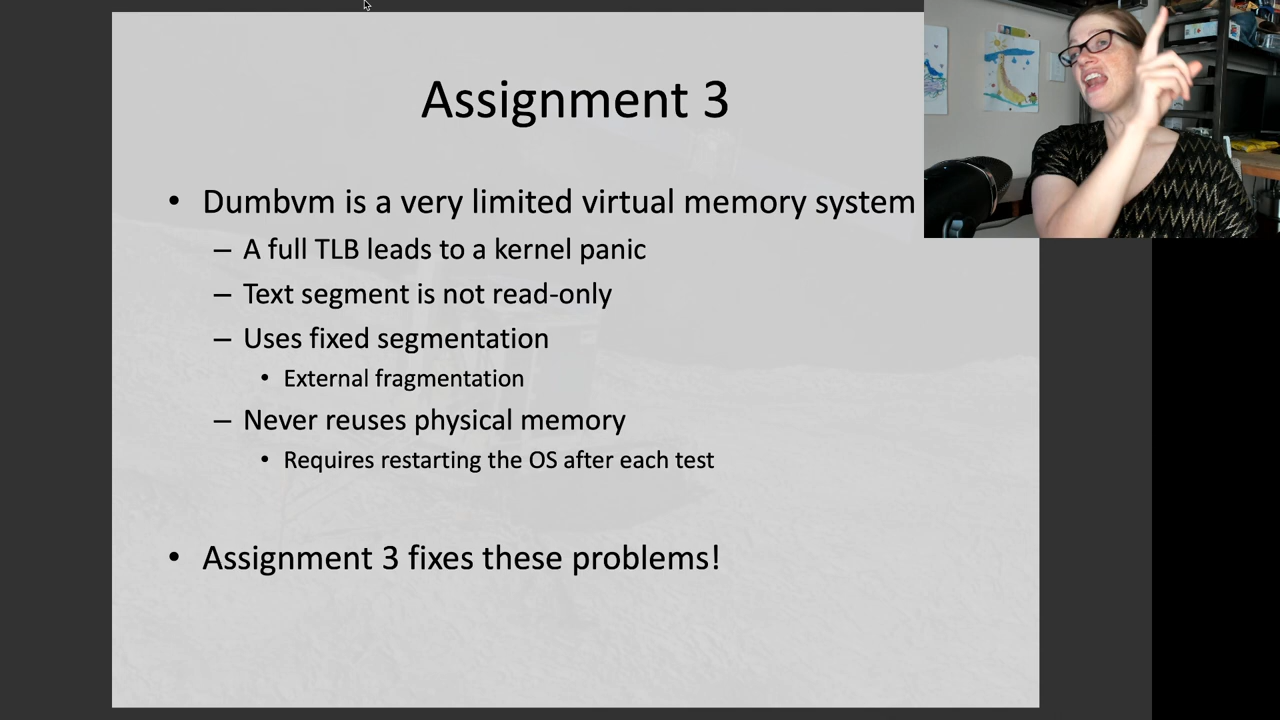 Assignment 3
• Dumbvm is a very limited virtual memory system
– A full TLB leads to a kernel panic
– Text segment is not read-only
– Uses fixed segmentation
• External fragmentation
– Never reuses physical memory
• Requires restarting the OS after each test
• Assignment 3 fixes these problems!